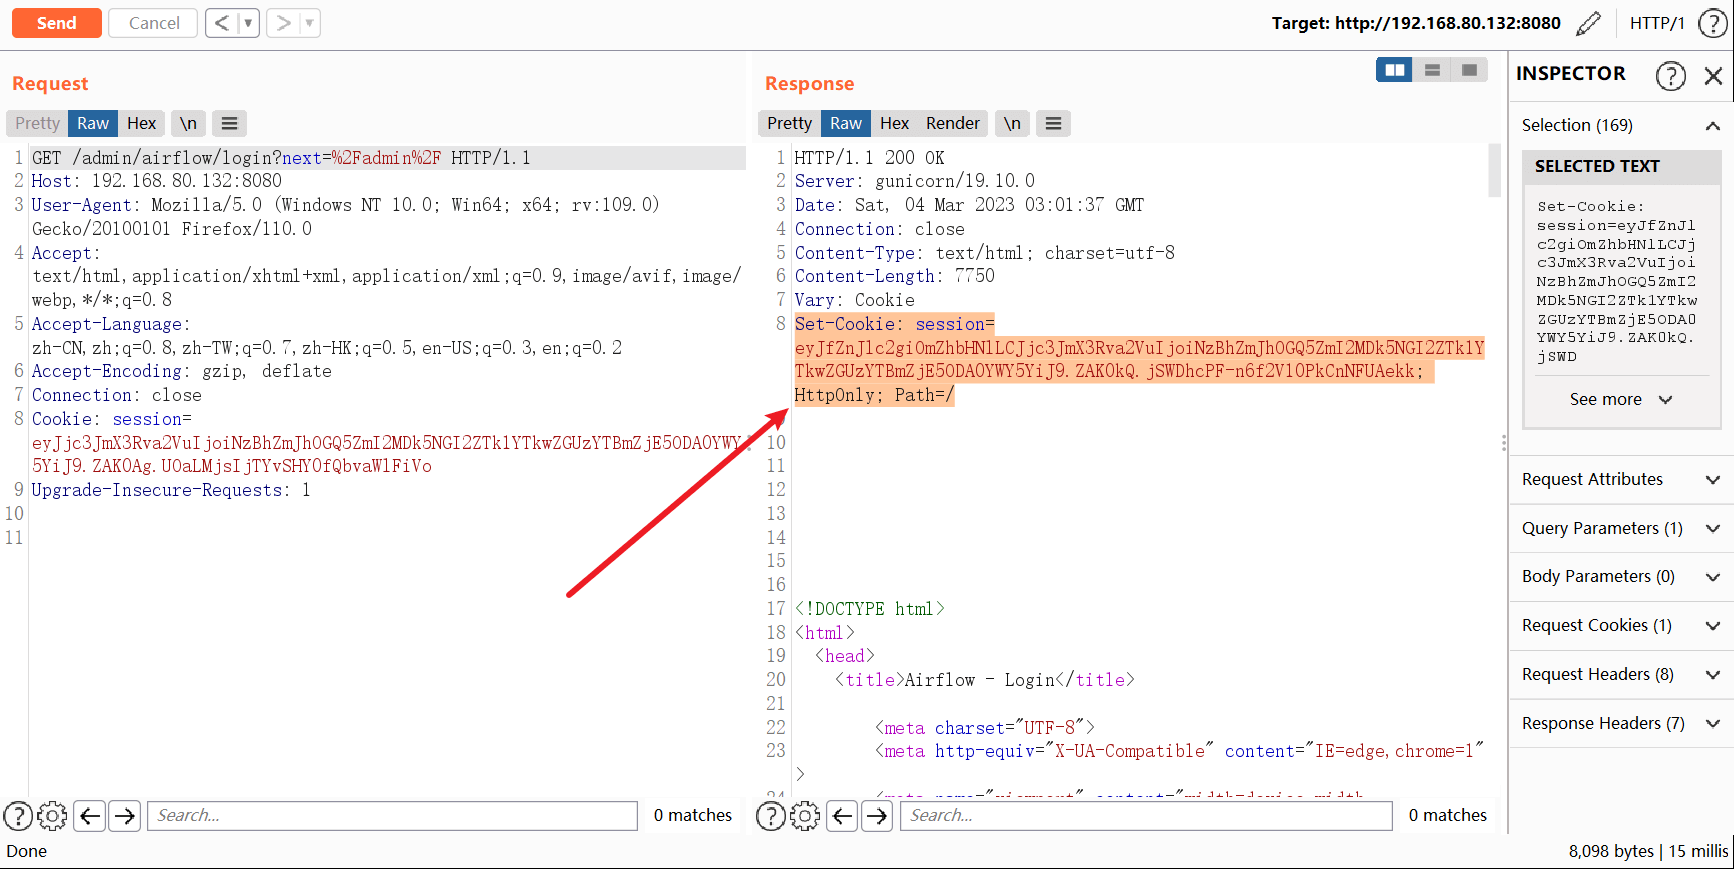 Send
Cancel
<
>
Target: http://192.168.80.132:8080
HTTP/1
?
Request
Pretty
Raw
Hex
\n
1 GET /admin/airflow/login?next=%2Fadmin%2F HTTP/1.1
2 Host: 192.168.80.132:8080
3 User-Agent: Mozilla/5.0 (Windows NT 10.0; Win64; x64; rv:109.0)
Gecko/20100101 Firefox/110.0
4 Accept:
text/html,application/xhtml+xml,application/xml;q=0.9,image/avif,image/
webp,*/*;q=0.8
5 Accept-Language:
zh-CN,zh;q=0.8,zh-TW;q=0.7,zh-HK;q=0.5,en-US;q=0.3,en;q=0.2
6 Accept-Encoding: gzip, deflate
7 Connection: close
8 Cookie: session=
eyJjc3JmX3Rva2VuIjoiNzBhZmJhOGQ5ZmI2MDk5NGI2ZTk1YTkwZGUzYTBmZjE5ODA0YWY
5YiJ9.ZAK0Ag.U0aLMjsIjTYvSHY0fQbvaWlFiVo
9 Upgrade-Insecure-Requests: 1
10
11
Search...
0 matches
Response
Pretty
Raw
Hex
Render
\n
1 HTTP/1.1 200 OK
2 Server: gunicorn/19.10.0
3 Date: Sat, 04 Mar 2023 03:01:37 GMT
4 Connection: close
5 Content-Type: text/html; charset=utf-8
6 Content-Length: 7750
7 Vary: Cookie
8 Set-Cookie: session=
eyJfZnJlc2giOmZhbHNlLCJjc3JmX3Rva2VuIjoiNzBhZmJhOGQ5ZmI2MDk5NGI2ZTk1Y
TkwZGUzYTBmZjE5ODA0YWY5YiJ9.ZAK0kQ.jSWDhcPF-n6f2V10PkCnNFUAekk;
HttpOnly; Path=/
10
11
12
13
14
15
16
17 <!DOCTYPE html>
18 <html>
19 <head>
20 <title>Airflow - Login</title>
21
22 <meta charset="UTF-8">
23 <meta http-equiv="X-UA-Compatible" content="IE=edge,chrome=1"
>
Search...
0 matches
INSPECTOR
?
Selection (169)
SELECTED TEXT
Set-Cookie:
session=eyJfZnJl
c2giOmZhbHNlLCJj
c3JmX3Rva2VuIjoi
NzBhZmJhOGQ5ZmI2
MDk5NGI2ZTk1YTkw
ZGUzYTBmZjE5ODA0
YWY5YiJ9.ZAK0kQ.
jSWD
See more
Request Attributes
Query Parameters (1)
Body Parameters (0)
Request Cookies (1)
Request Headers (8)
Response Headers (7)
Done
8,098 bytes | 15 millis